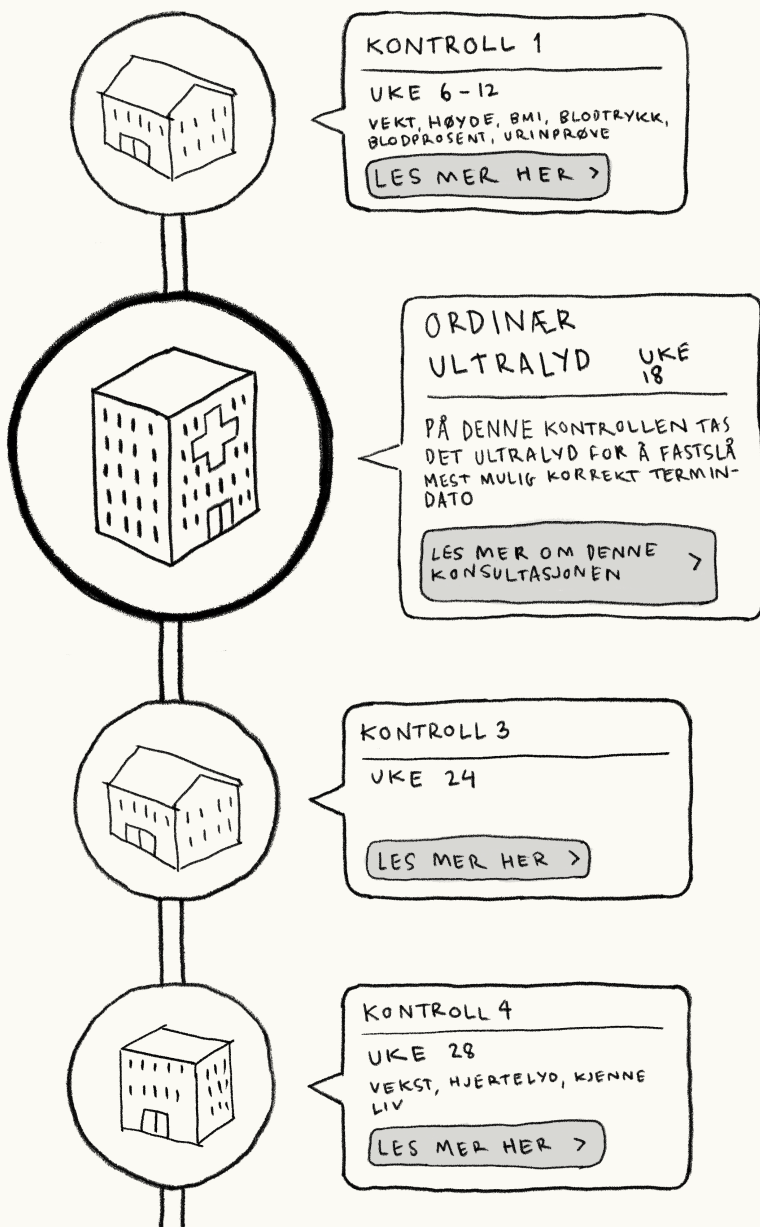 KONTROLL 1
UKE 6-12
VEKT, HØYDE, BMI, BLODTRYKK,
BLODPROSENT, URINPRØVE
LES MER HER >
ORDINÆR
ULTRALYD UKE
18
PÅ DENNE KONTROLLEN TAS
DET ULTRALYD FOR Å FASTSLÅ
MEST MULIG KORREKT TERMIN-
DATO
LES MER OM DENNE
KONSULTASJONEN >
KONTROLL 3
UKE 24
LES MER HER >
KONTROLL 4
UKE 28
VEKST, HJERTELYD, KJENNE
LIV
LES MER HER >